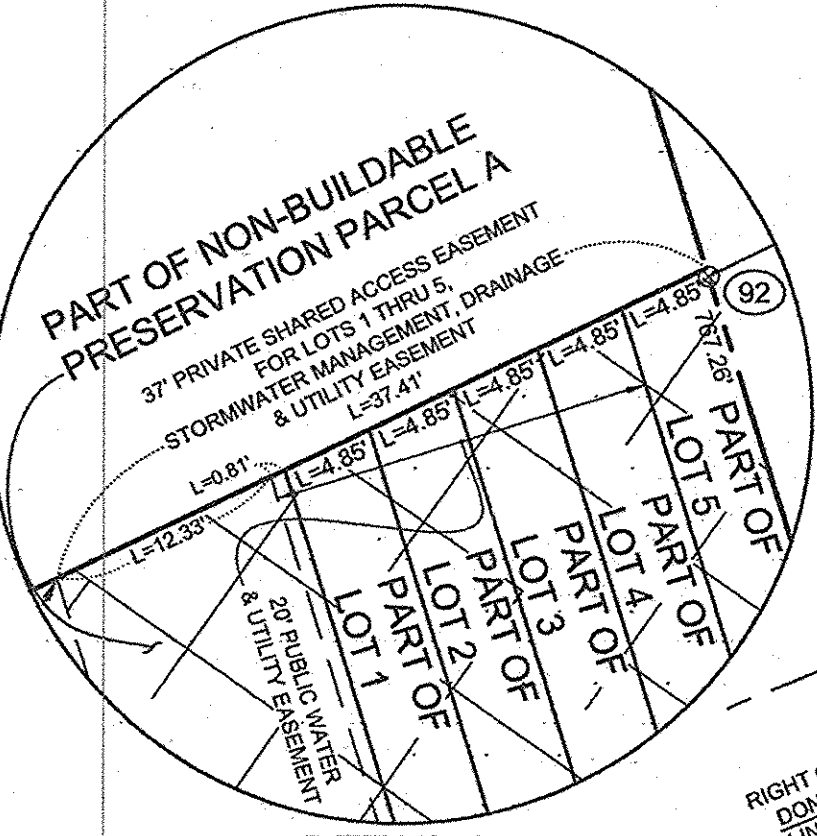 PART OF NON-BUILDABLE
PRESERVATION PARCEL A
37' PRIVATE SHARED ACCESS EASEMENT
FOR LOTS 1 THRU 5,
STORMWATER MANAGEMENT, DRAINAGE
& UTILITY EASEMENT
L=37.41'
L=0.81'
L=12.33'
L=4.85'
L=4.85'
L=4.85'
L=4.85'
L=4.85'
92
767.26'
20' PUBLIC WATER
& UTILITY EASEMENT
PART OF
LOT 1
PART OF
LOT 2
PART OF
LOT 3
PART OF
LOT 4
PART OF
LOT 5
RIGHT
DON